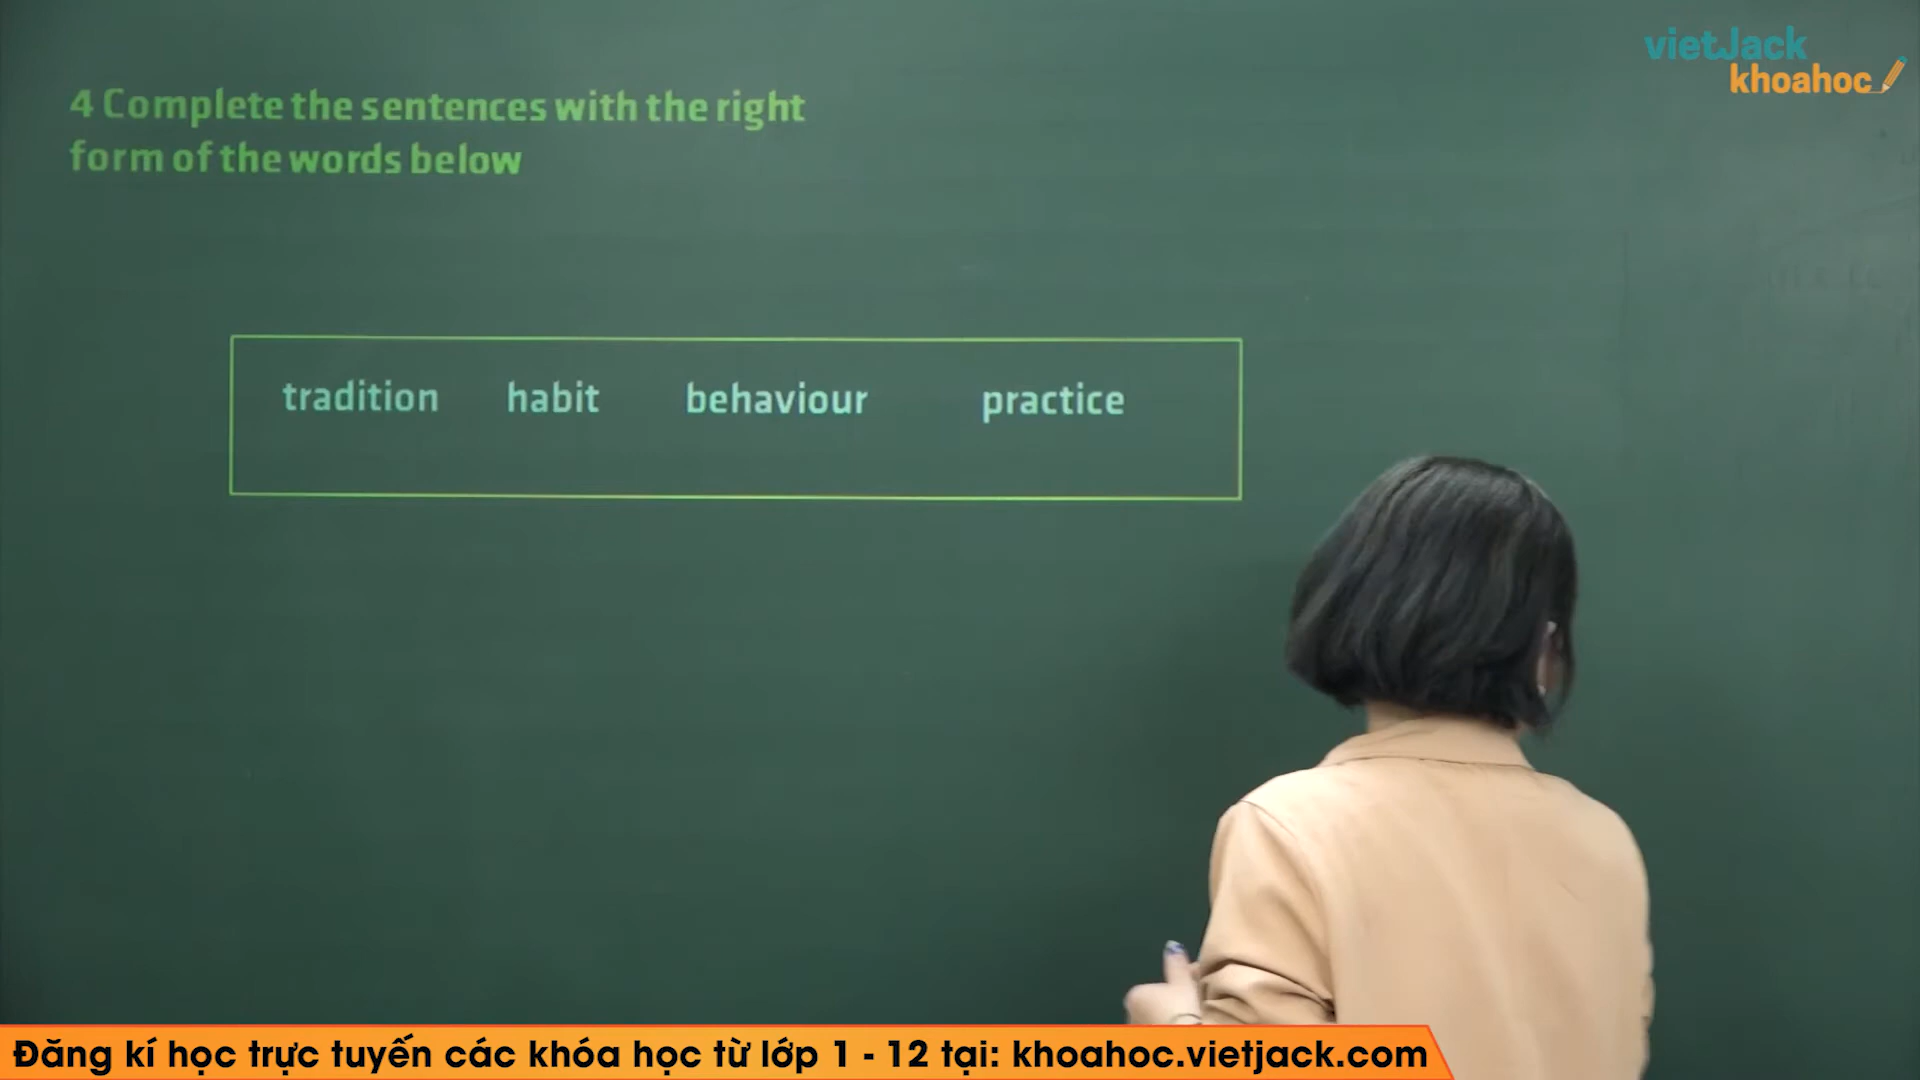 vietJack
khoahoc
4 Complete the sentences with the right
form of the words below
tradition habit behaviour practice
Đăng kí học trực tuyến các khóa học từ lớp 1 - 12 tại: khoahoc.vietjack.com